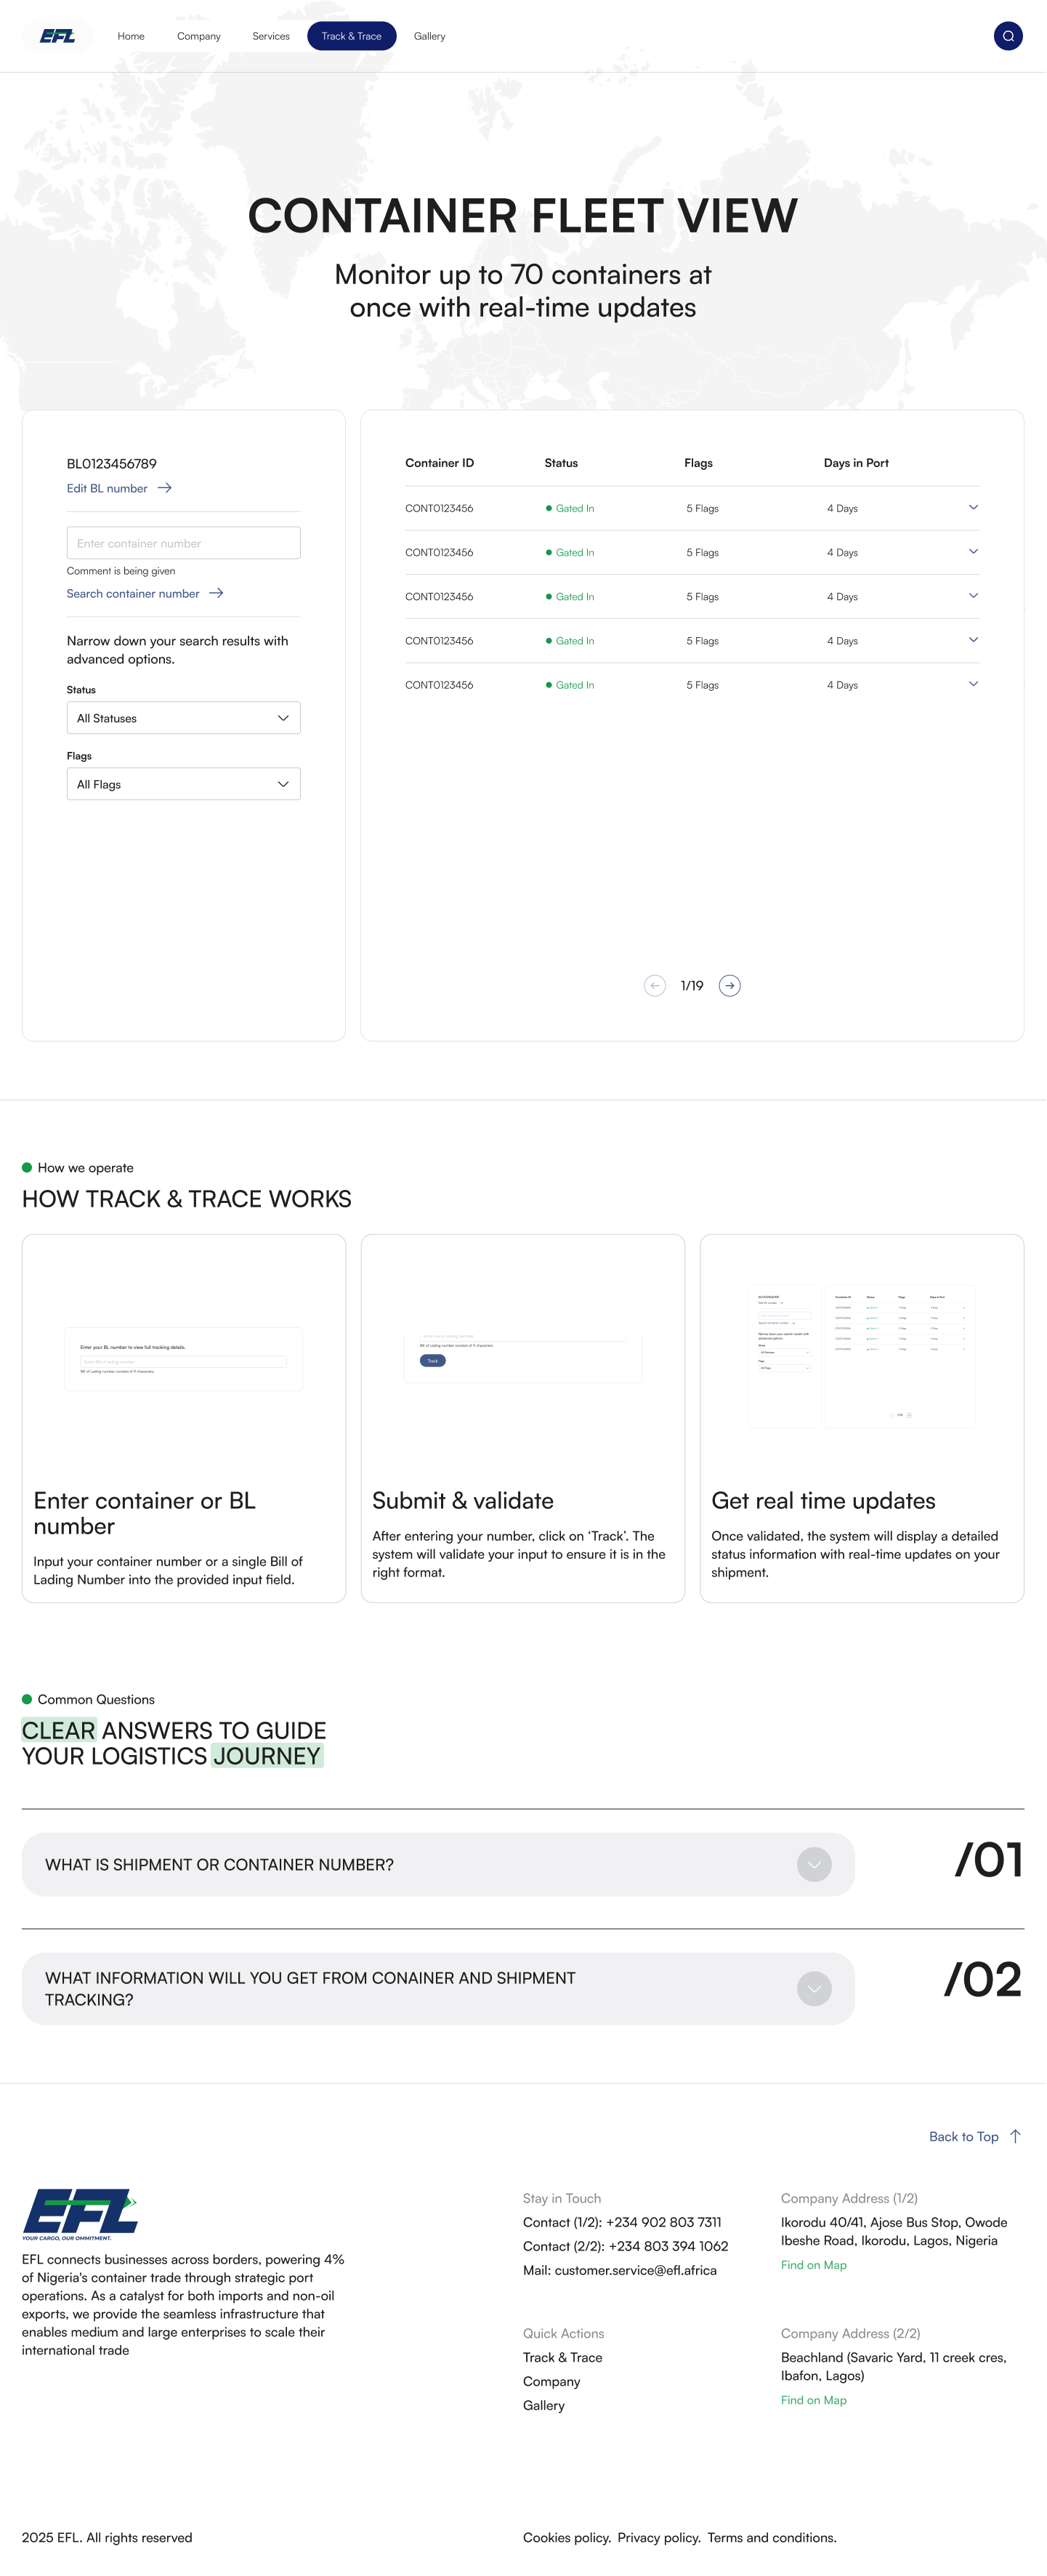 EFL
Home
Company
Services
Track & Trace
Gallery
CONTAINER FLEET VIEW
Monitor up to 70 containers at
once with real-time updates
BL0123456789
Edit BL number
Enter container number
Comment is being given
Search container number
Narrow down your search results with
advanced options.
Status
All Statuses
Flags
All Flags
Container ID Status Flags Days in Port
CONT0123456 Gated In 5 Flags 4 Days
CONT0123456 Gated In 5 Flags 4 Days
CONT0123456 Gated In 5 Flags 4 Days
CONT0123456 Gated In 5 Flags 4 Days
CONT0123456 Gated In 5 Flags 4 Days
1/19
How we operate
HOW TRACK & TRACE WORKS
Enter your BL number to view full tracking details.
Enter Bill of lading number
Bill of Lading number consists of 11 characters.
Enter container or BL
number
Input your container number or a single Bill of
Lading Number into the provided input field.
Bill of Lading number consists of 11 characters.
Track
Submit & validate
After entering your number, click on ‘Track’. The
system will validate your input to ensure it is in the
right format.
Get real time updates
Once validated, the system will display a detailed
status information with real-time updates on your
shipment.
Common Questions
CLEAR ANSWERS TO GUIDE
YOUR LOGISTICS JOURNEY
WHAT IS SHIPMENT OR CONTAINER NUMBER?
/01
WHAT INFORMATION WILL YOU GET FROM CONAINER AND SHIPMENT
TRACKING?
/02
Back to Top
EFL
YOUR CARGO, OUR OMMITMENT.
EFL connects businesses across borders, powering 4%
of Nigeria's container trade through strategic port
operations. As a catalyst for both imports and non-oil
exports, we provide the seamless infrastructure that
enables medium and large enterprises to scale their
international trade
Stay in Touch
Contact (1/2): +234 902 803 7311
Contact (2/2): +234 803 394 1062
Mail: customer.service@efl.africa
Company Address (1/2)
Ikorodu 40/41, Ajose Bus Stop, Owode
Ibeshe Road, Ikorodu, Lagos, Nigeria
Find on Map
Quick Actions
Track & Trace
Company
Gallery
Company Address (2/2)
Beachland (Savaric Yard, 11 creek cres,
Ibafon, Lagos)
Find on Map
2025 EFL. All rights reserved
Cookies policy. Privacy policy. Terms and conditions.